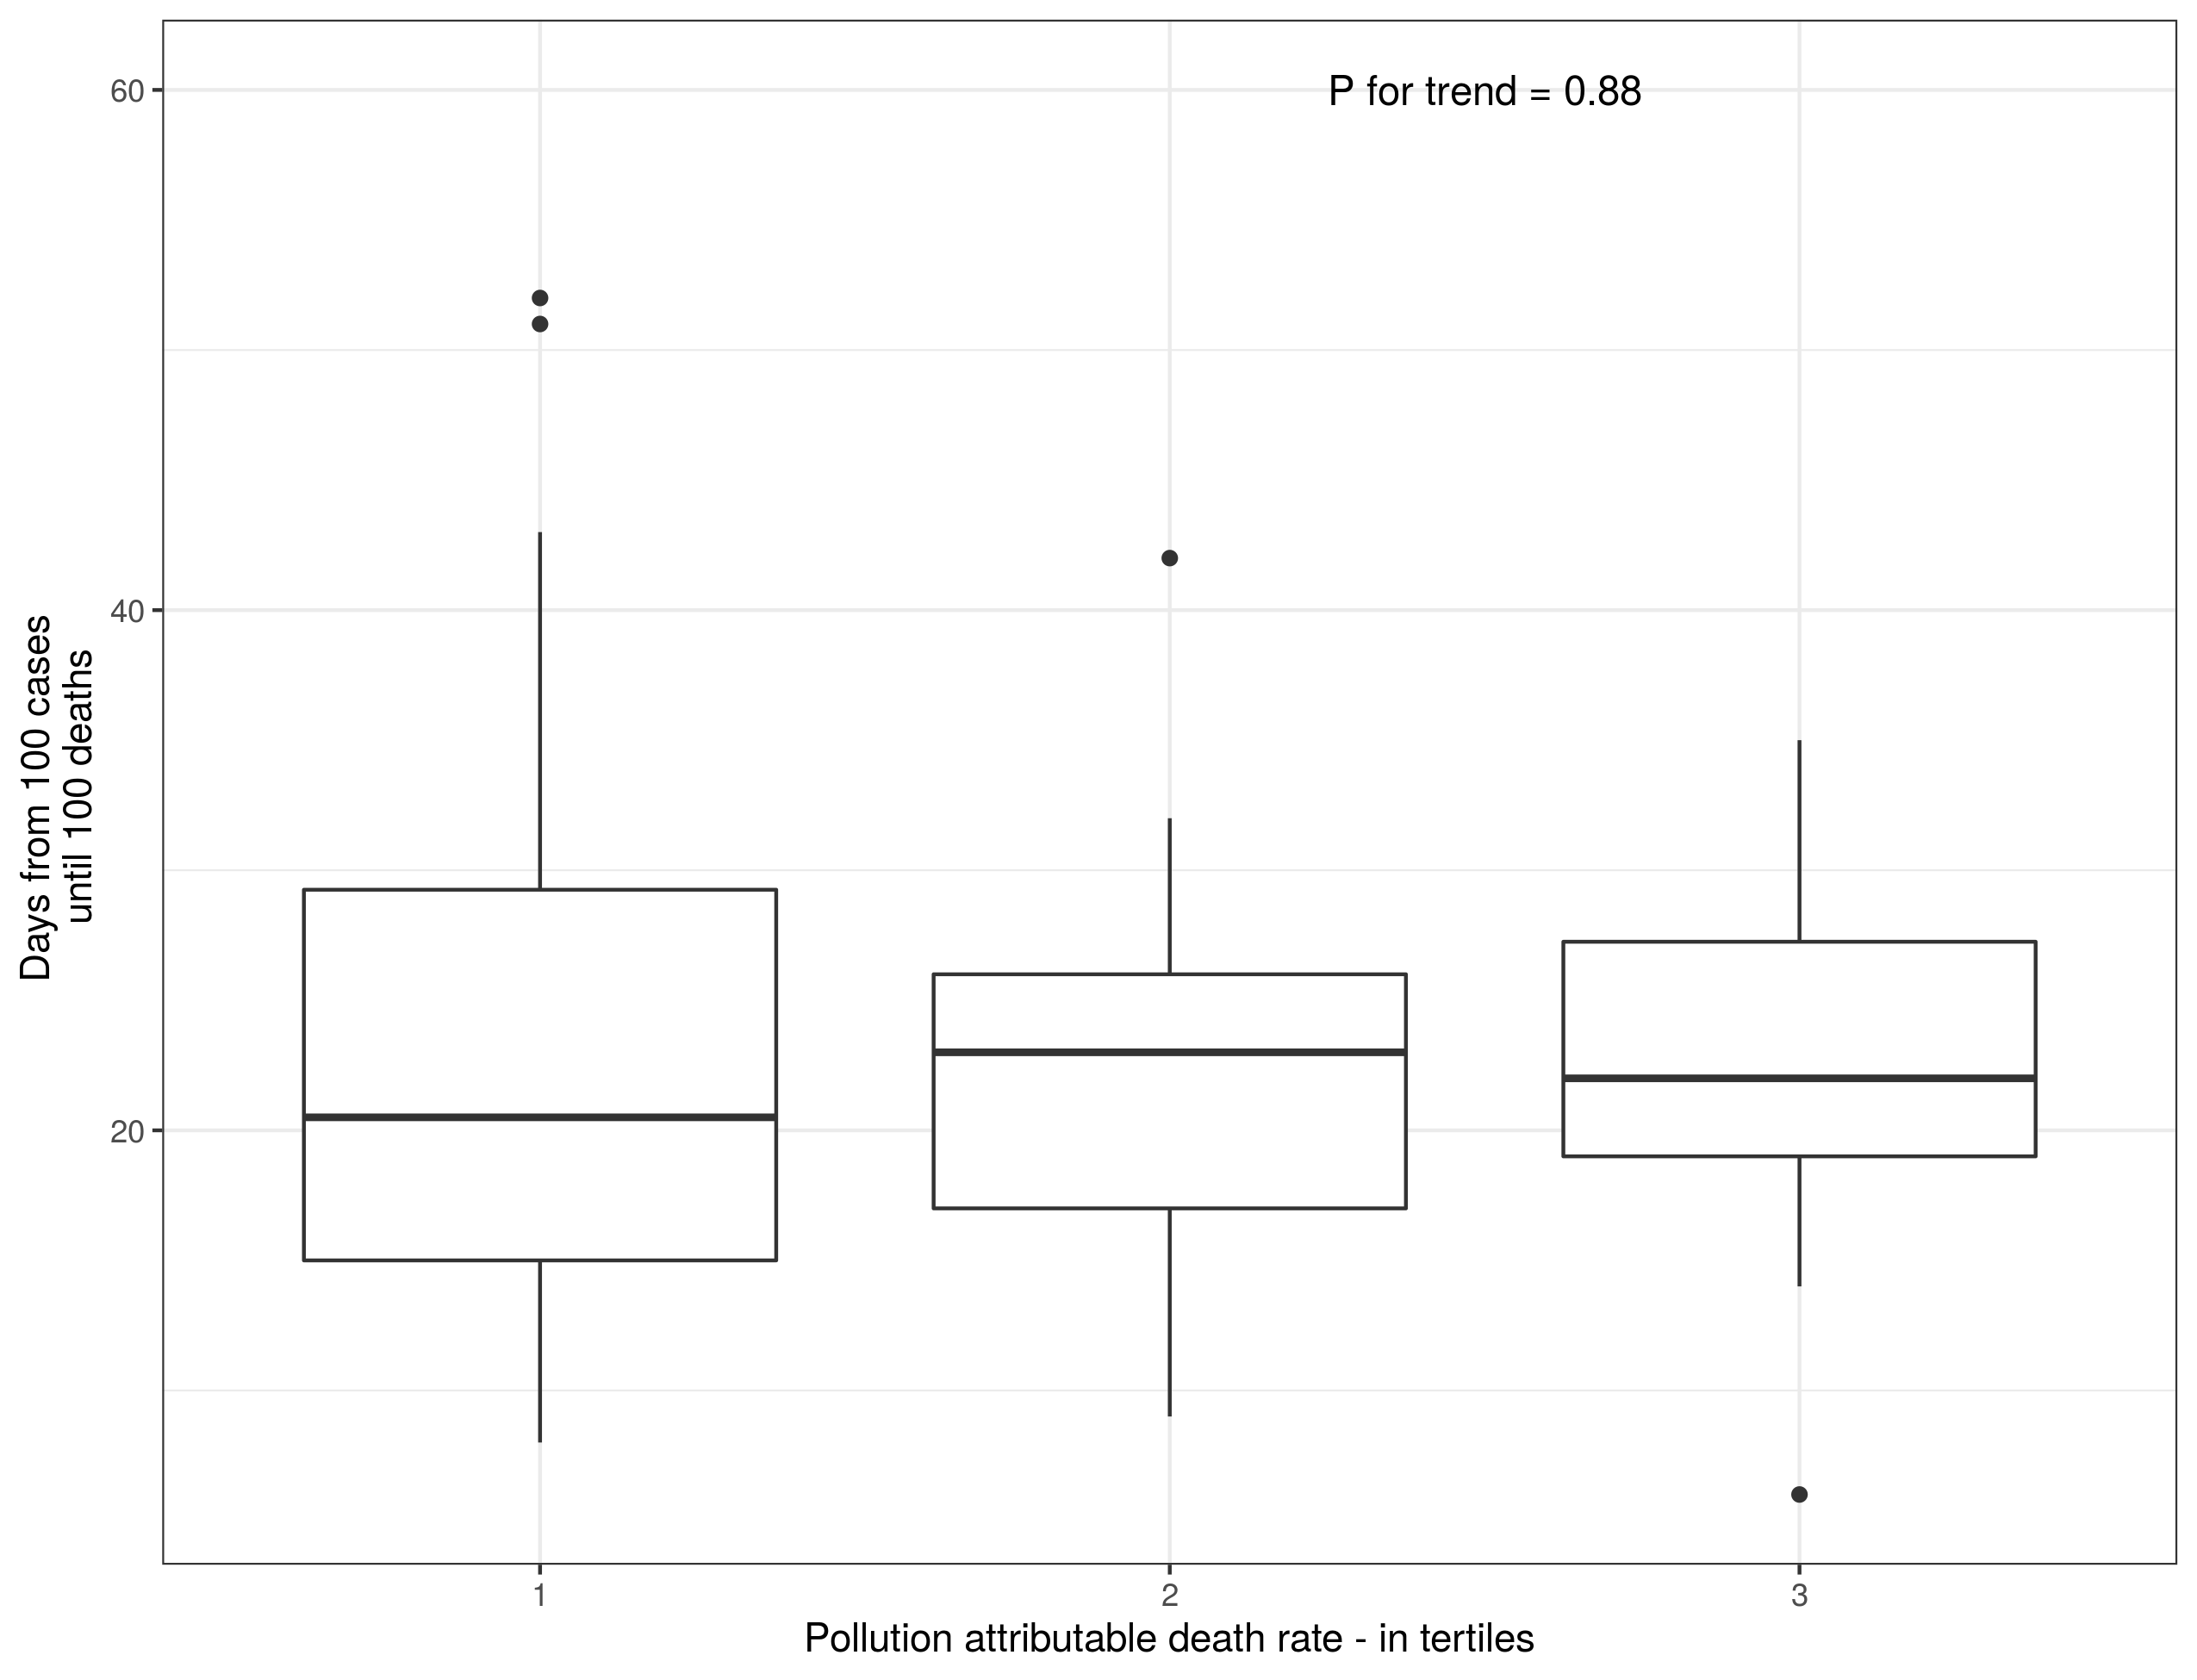 P for trend = 0.88
60
40
20
Days from 100 cases
until 100 deaths
1
2
3
Pollution attributable death rate - in tertiles